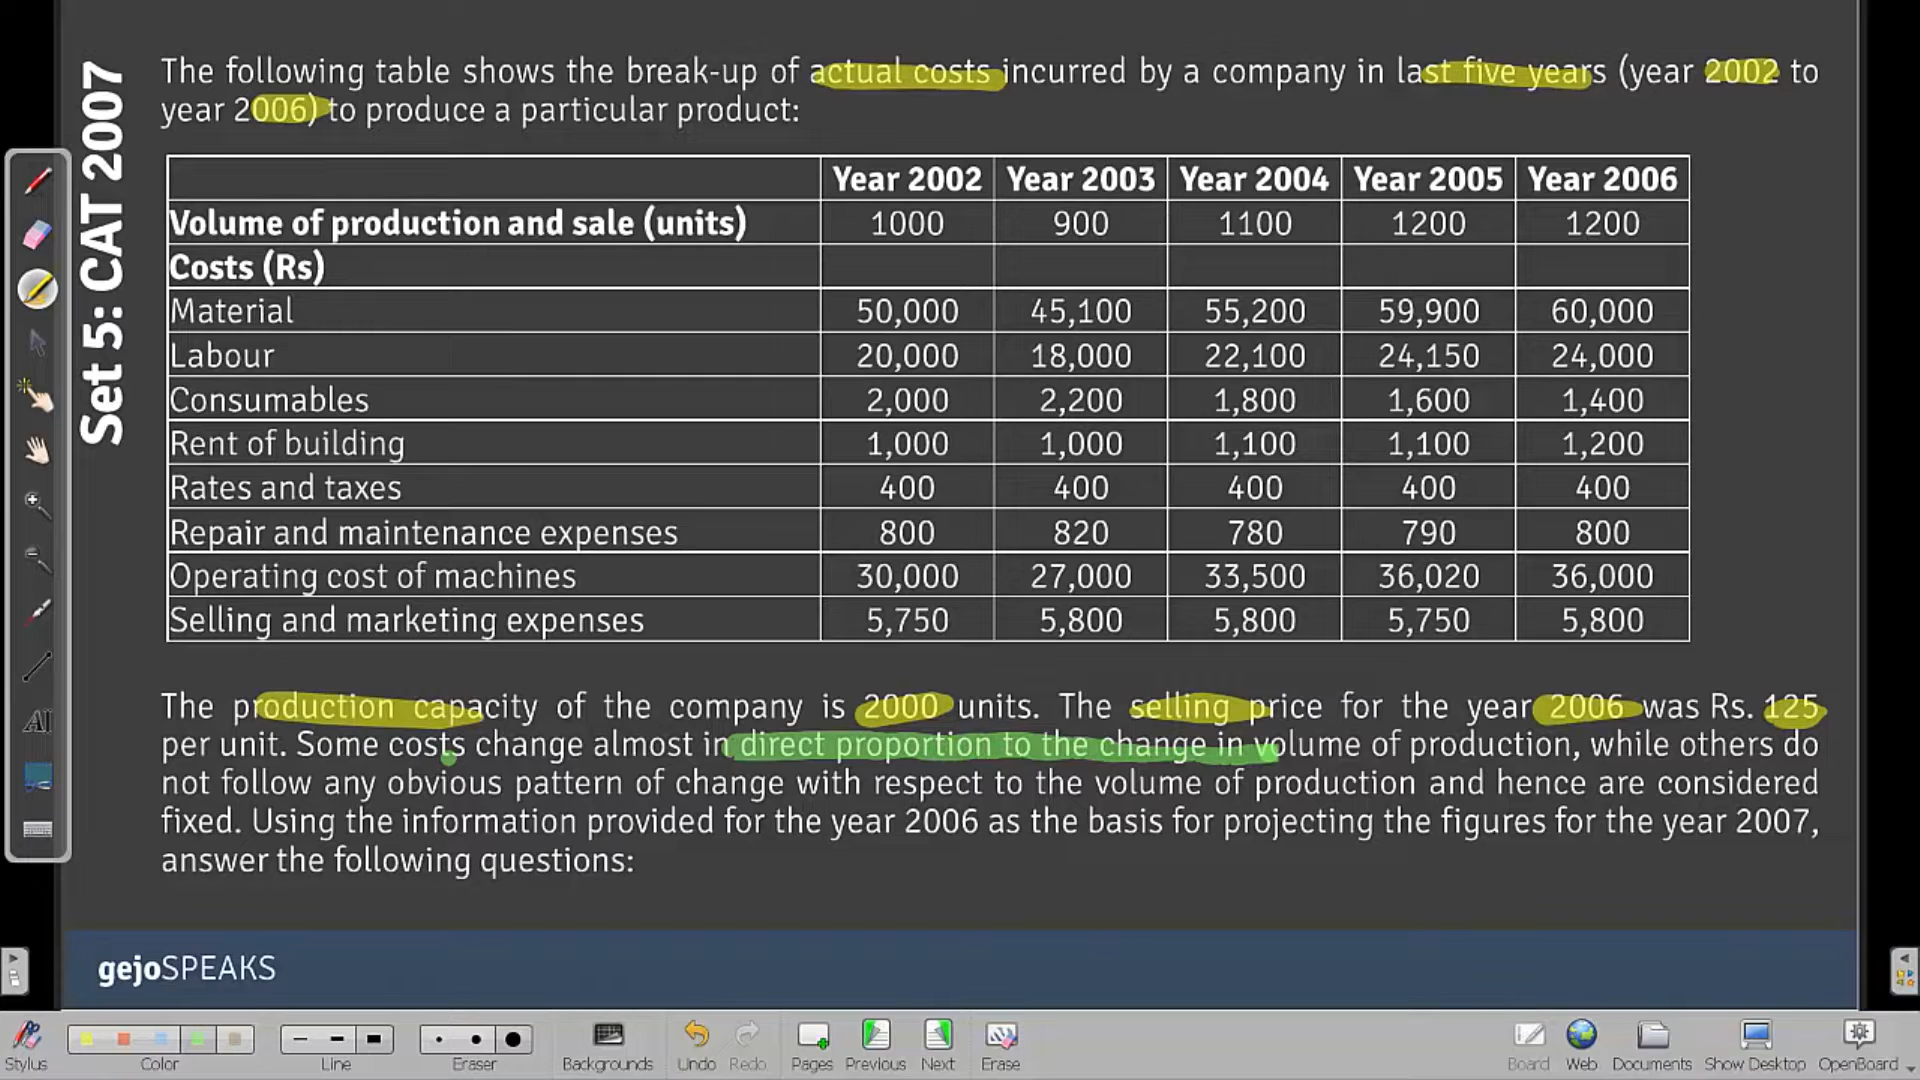 Set 5: CAT 2007
The following table shows the break-up of actual costs incurred by a company in last five years (year 2002 to
year 2006) to produce a particular product:
Year 2002 Year 2003 Year 2004 Year 2005 Year 2006
Volume of production and sale (units) 1000 900 1100 1200 1200
Costs (Rs)
Material 50,000 45,100 55,200 59,900 60,000
Labour 20,000 18,000 22,100 24,150 24,000
Consumables 2,000 2,200 1,800 1,600 1,400
Rent of building 1,000 1,000 1,100 1,100 1,200
Rates and taxes 400 400 400 400 400
Repair and maintenance expenses 800 820 780 790 800
Operating cost of machines 30,000 27,000 33,500 36,020 36,000
Selling and marketing expenses 5,750 5,800 5,800 5,750 5,800
The production capacity of the company is 2000 units. The selling price for the year 2006 was Rs. 125
per unit. Some costs change almost in direct proportion to the change in volume of production, while others do
not follow any obvious pattern of change with respect to the volume of production and hence are considered
fixed. Using the information provided for the year 2006 as the basis for projecting the figures for the year 2007,
answer the following questions:
gejoSPEAKS
Stylus Color Line Eraser Backgrounds Undo Redo Pages Previous Next Erase Board Web Documents Show Desktop OpenBoard